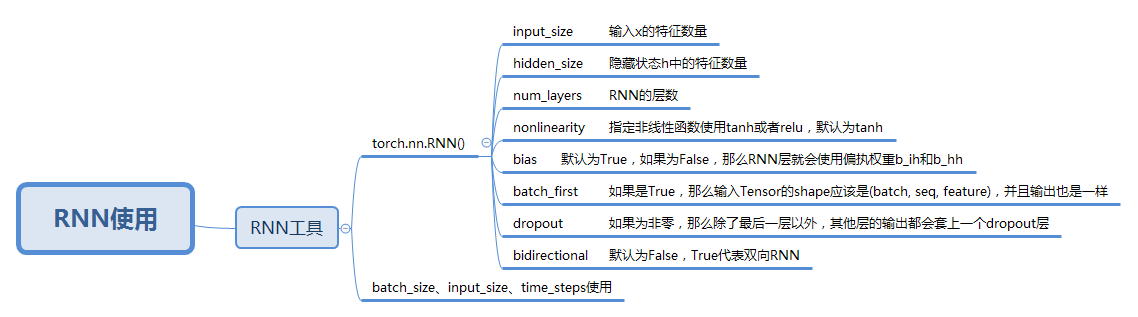 RNN使用
RNN工具
torch.nn.RNN()
input_size 输入x的特征数量
hidden_size 隐藏状态h中的特征数量
num_layers RNN的层数
nonlinearity 指定非线性函数使用tanh或者relu，默认为tanh
bias 默认为True，如果为False，那么RNN层就会使用偏执权重b_ih和b_hh
batch_first 如果是True，那么输入Tensor的shape应该是(batch, seq, feature)，并且输出也是一样
dropout 如果为非零，那么除了最后一层以外，其他层的输出都会套上一个dropout层
bidirectional 默认为False，True代表双向RNN
batch_size、input_size、time_steps使用